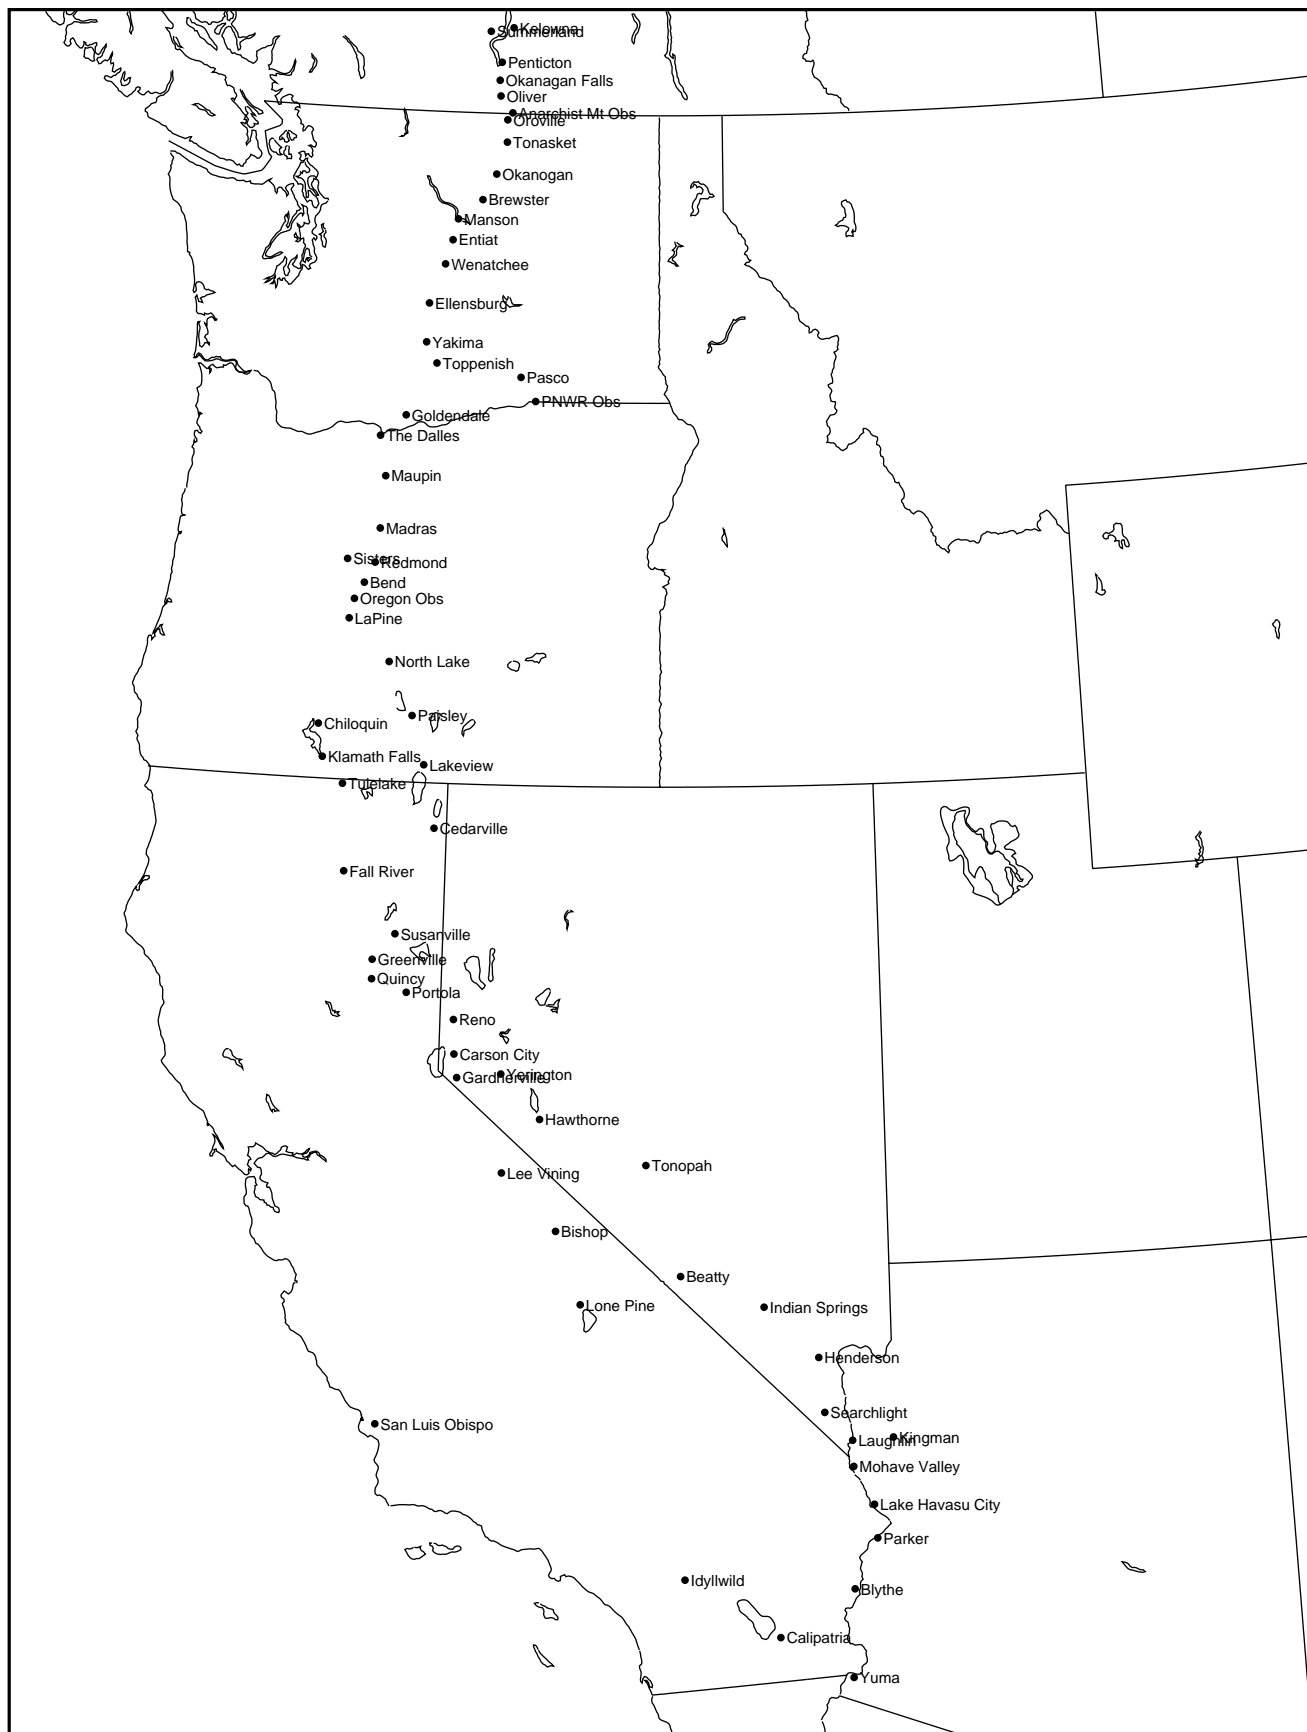 Kelowna
Summerland
Penticton
Okanagan Falls
Oliver
Anarchist Mt Obs
Oroville
Tonasket
Okanogan
Brewster
Manson
Entiat
Wenatchee
Ellensburg
Yakima
Toppenish
Pasco
PNWR Obs
Goldendale
The Dalles
Maupin
Madras
Sisters
Redmond
Bend
Oregon Obs
LaPine
North Lake
Paisley
Chiloquin
Klamath Falls
Lakeview
Tulelake
Cedarville
Fall River
Susanville
Greenville
Quincy
Portola
Reno
Carson City
Yerington
Gardnerville
Hawthorne
Tonopah
Lee Vining
Bishop
Beatty
Lone Pine
Indian Springs
Henderson
Searchlight
San Luis Obispo
Kingman
Laughlin
Mohave Valley
Lake Havasu City
Parker
Idyllwild
Blythe
Calipatria
Yuma